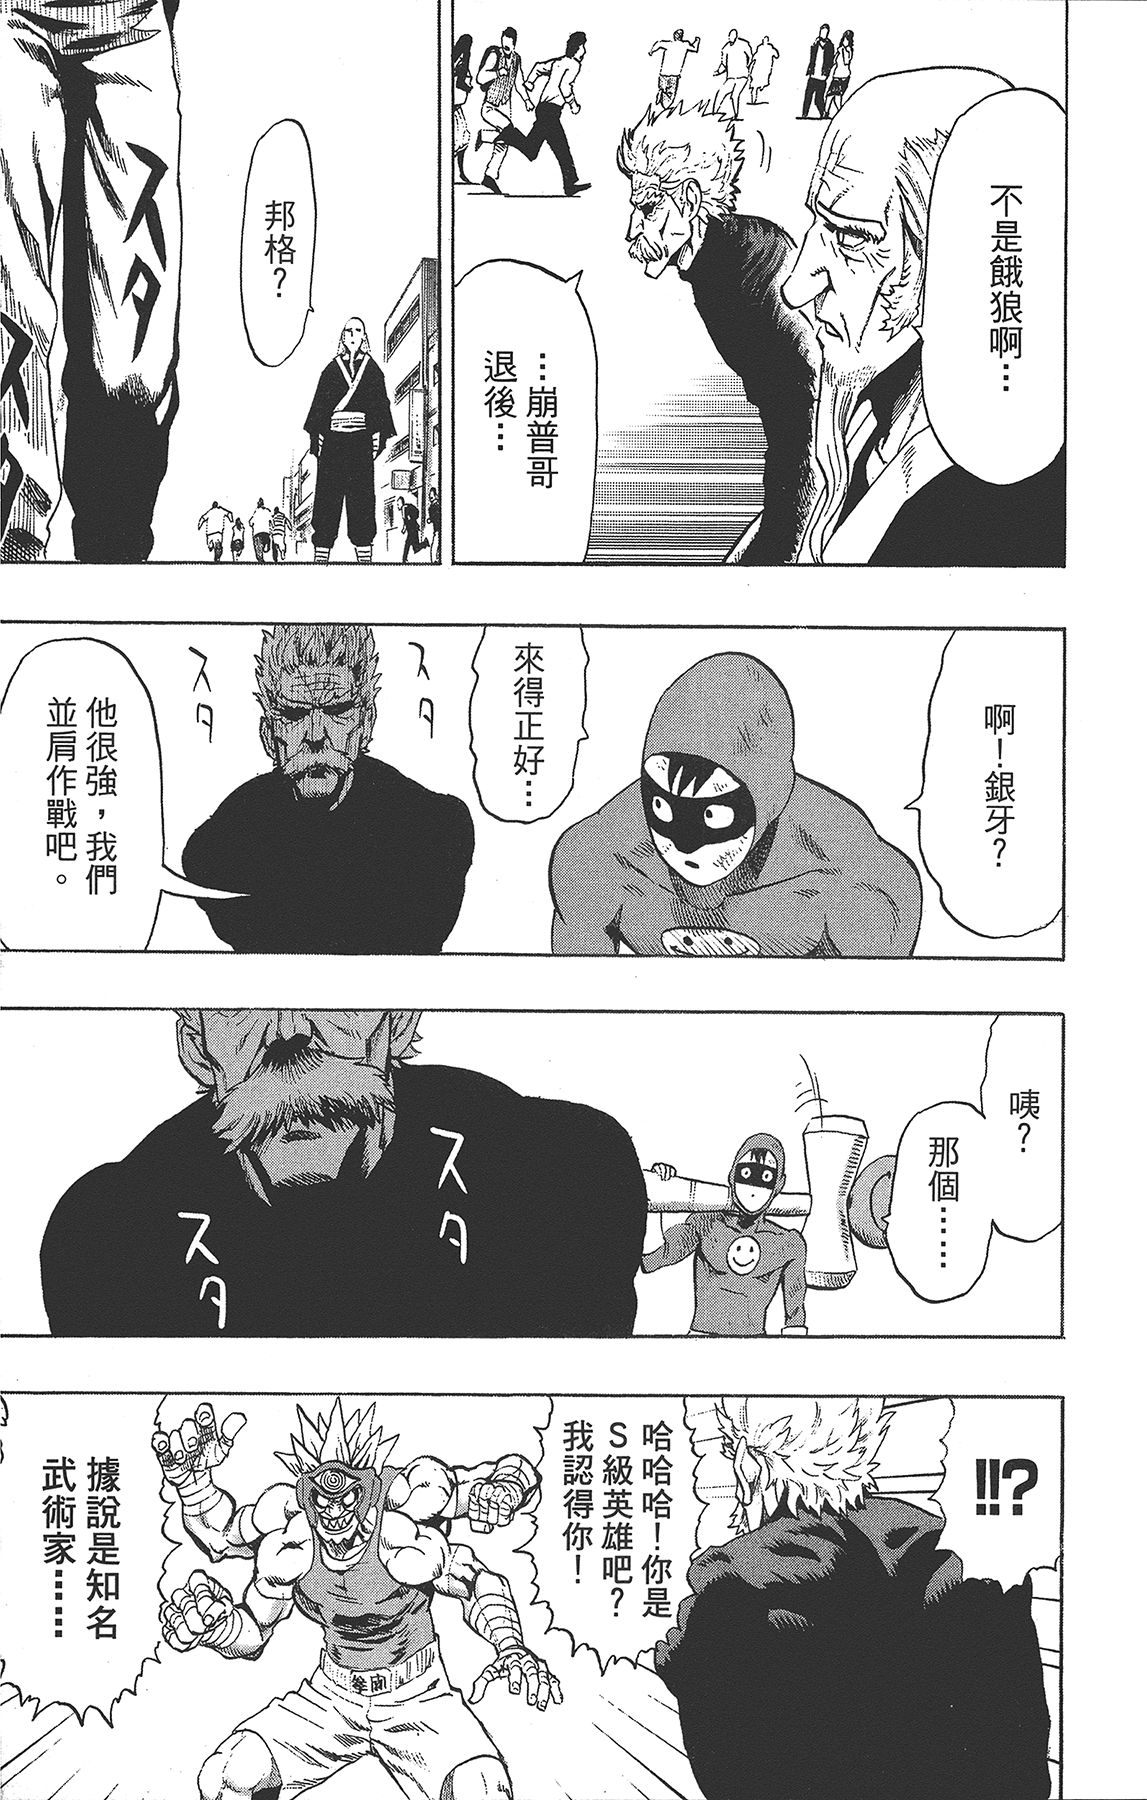 不是餓狼啊…
…崩普哥
退後…
邦格？
スタ
スタ
啊！銀牙？
來得正好…
スタ
スタ
他很強，我們
並肩作戰吧。
咦？
那個……
スタ
スタ
!!?
哈哈哈！你是
S級英雄吧？
我認得你！
拳闘
據說是知名
武術家……